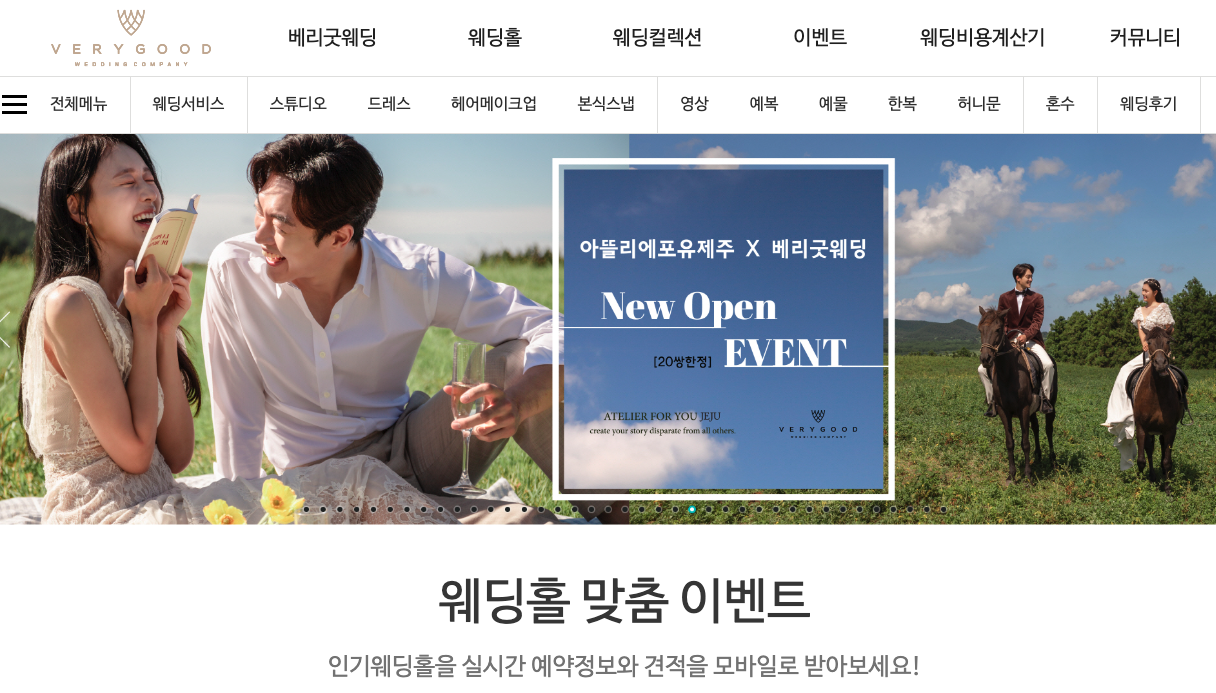 VERYGOOD
WEDDING COMPANY
베리굿웨딩 웨딩홀 웨딩컬렉션 이벤트 웨딩비용계산기 커뮤니티
전체메뉴 웨딩서비스 스튜디오 드레스 헤어메이크업 본식스냅 영상 예복 예물 한복 허니문 혼수 웨딩후기
아뜰리에포유제주 X 베리굿웨딩
New Open
[20쌍한정] EVENT
ATELIER FOR YOU JEJU
create your story disparate from all others.
VERYGOOD
WEDDING COMPANY
웨딩홀 맞춤 이벤트
인기웨딩홀을 실시간 예약정보와 견적을 모바일로 받아보세요!